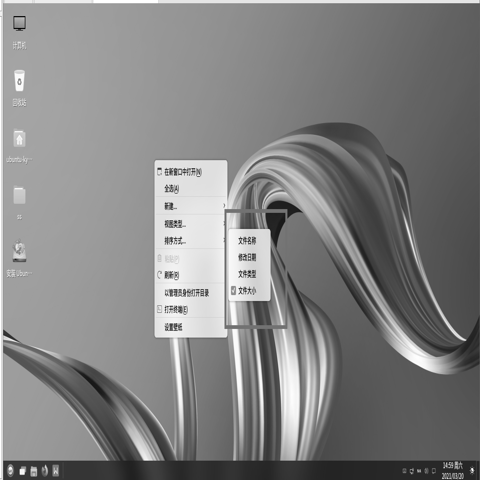 计算机
回收站
ubuntu-ky…
os
安装 Ubun…
在新窗口中打开(N)
全选(A)
新建...
视图类型...
排序方式...
刷新(R)
以管理员身份打开目录
打开终端(E)
设置壁纸
文件名称
修改日期
文件类型
文件大小
14:59 周六
2021/03/20